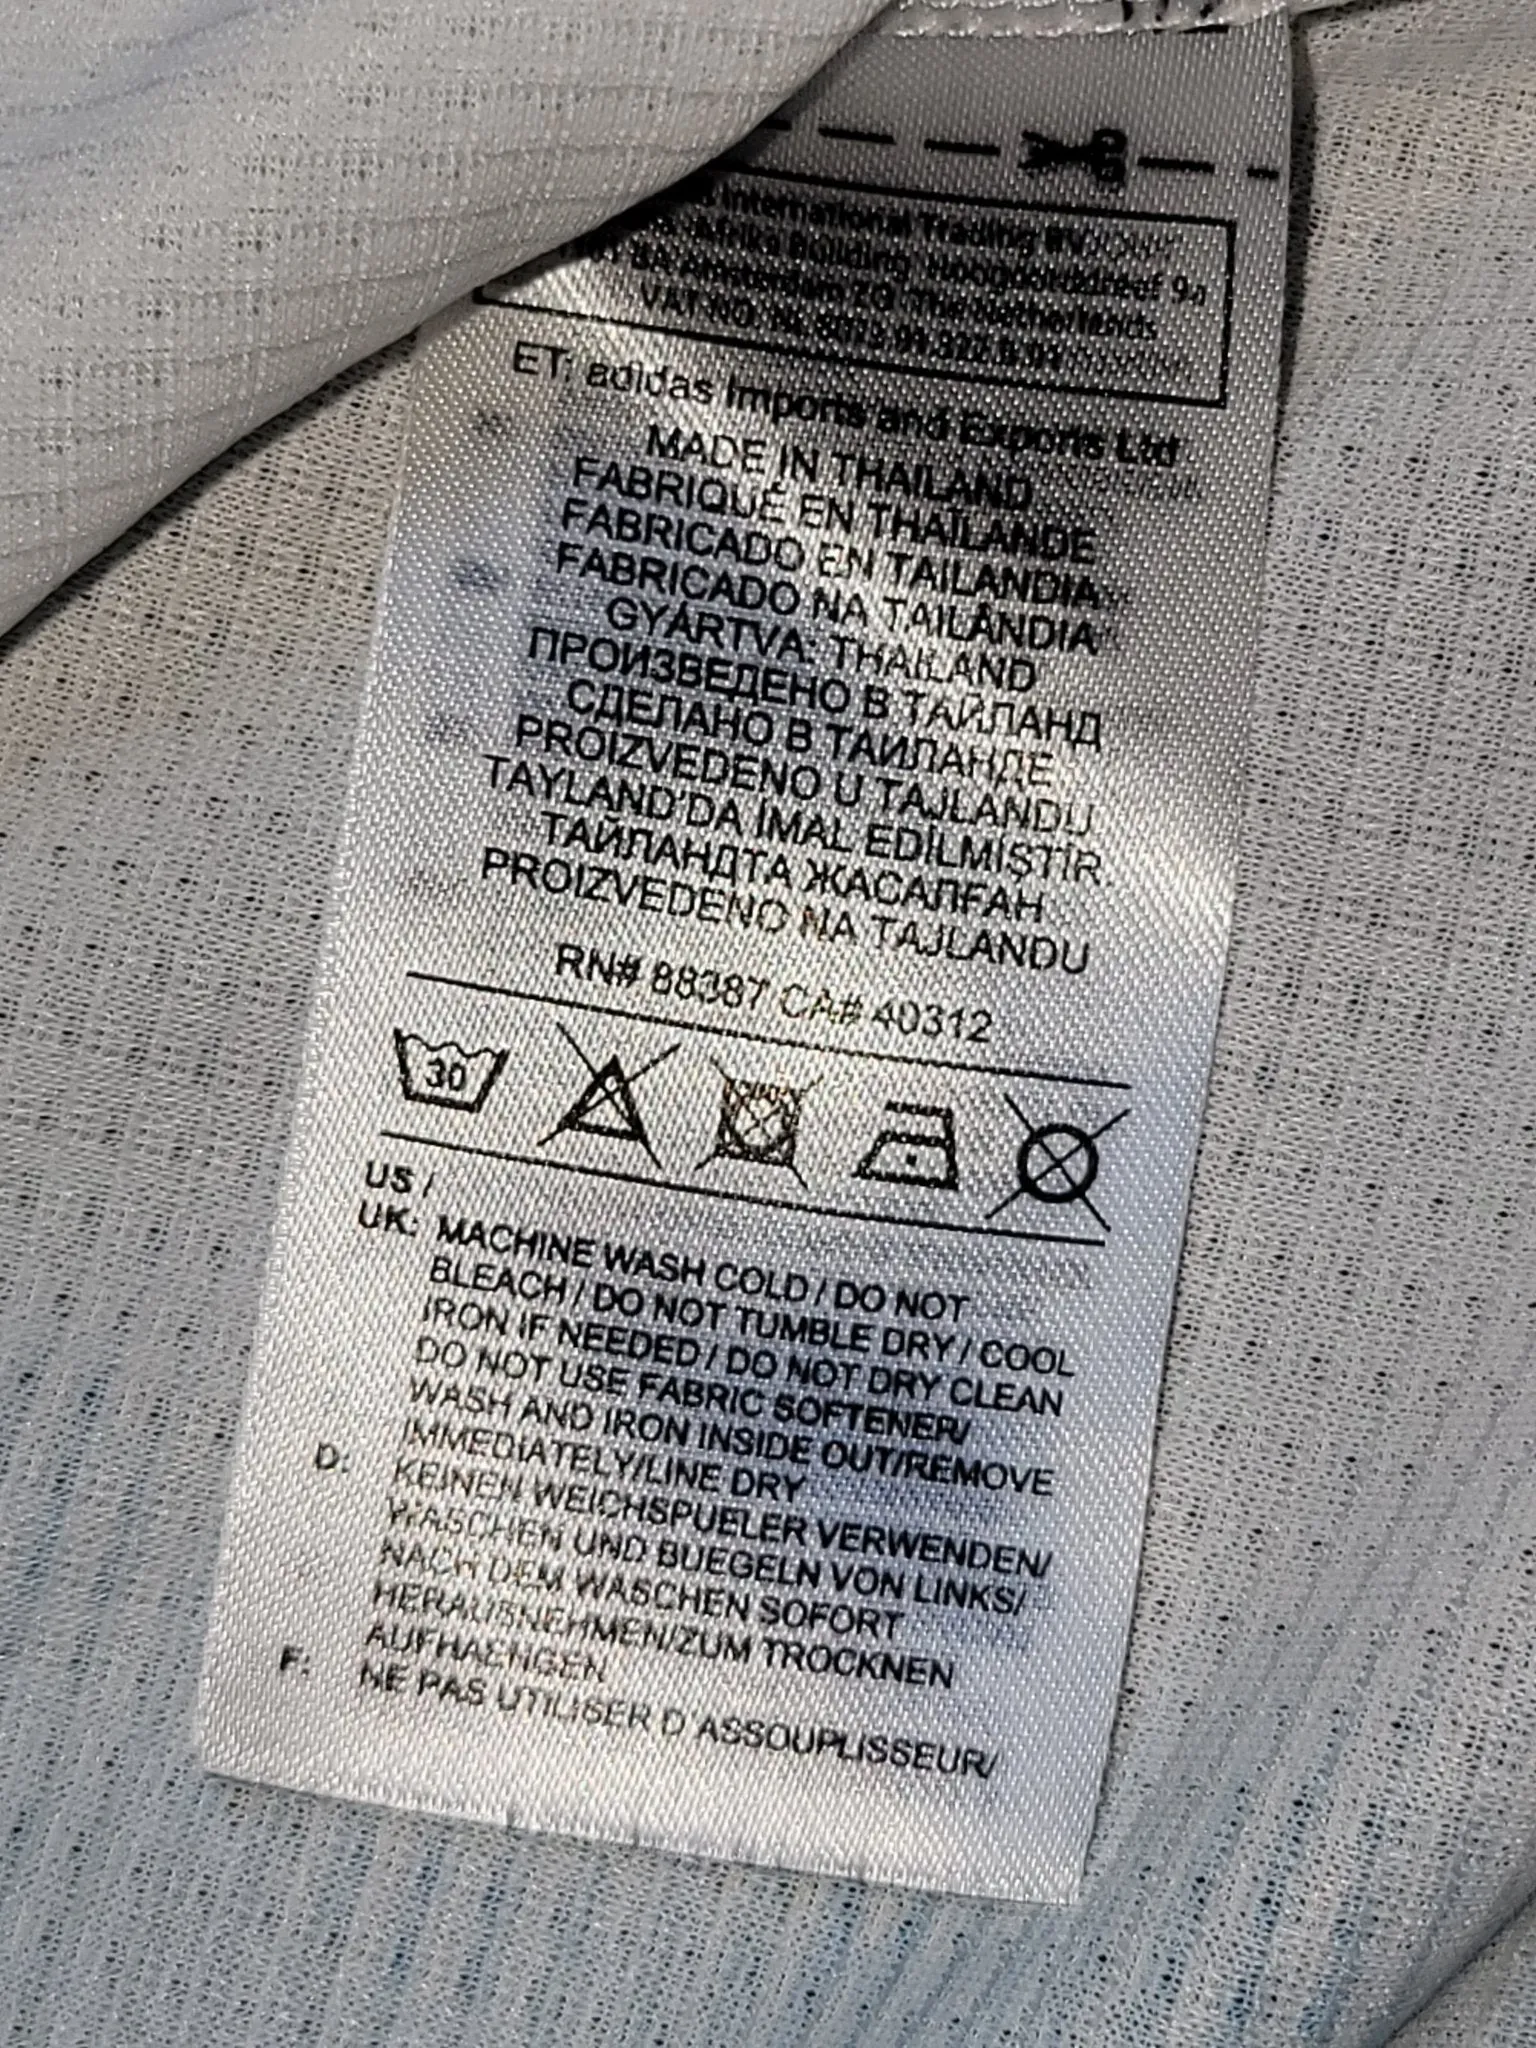 International Trading BV
Afrika Building, Hoogoorddreef 9a
BA Amsterdam ZO, The Netherlands
VAT-NO: NL 8073.91.322.B.01
ET: adidas Imports and Exports Ltd
MADE IN THAILAND
FABRIQUÉ EN THAÏLANDE
FABRICADO EN TAILANDIA
FABRICADO NA TAILÂNDIA
GYÁRTVA: THAILAND
ПРОИЗВЕДЕНО В ТАЙЛАНД
СДЕЛАНО В ТАИЛАНДЕ
PROIZVEDENO U TAJLANDU
TAYLAND'DA İMAL EDİLMİŞTİR.
ТАЙЛАНДТА ЖАСАЛҒАН
PROIZVEDENO NA TAJLANDU
RN# 88387 CA# 40312
30
US /
UK: MACHINE WASH COLD / DO NOT
BLEACH / DO NOT TUMBLE DRY / COOL
IRON IF NEEDED / DO NOT DRY CLEAN
DO NOT USE FABRIC SOFTENER/
WASH AND IRON INSIDE OUT/REMOVE
IMMEDIATELY/LINE DRY
D: KEINEN WEICHSPUELER VERWENDEN/
WASCHEN UND BUEGELN VON LINKS/
NACH DEM WASCHEN SOFORT
HERAUSNEHMEN/ZUM TROCKNEN
AUFHAENGEN
F: NE PAS UTILISER D'ASSOUPLISSEUR/